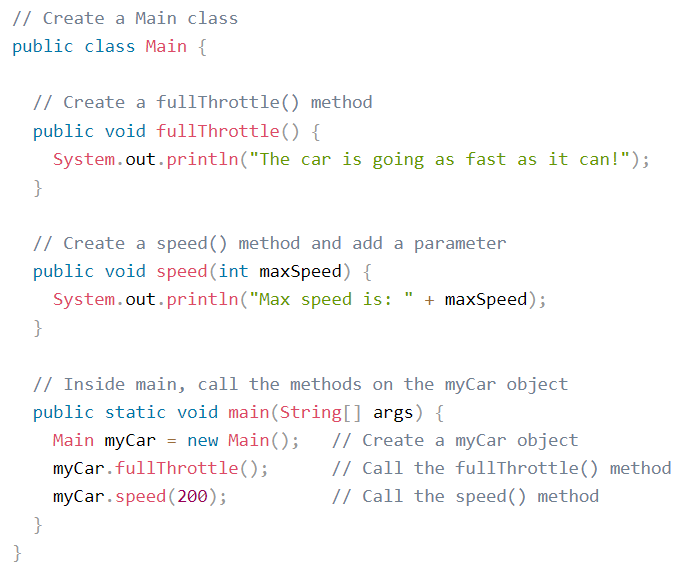 // Create a Main class
public class Main {
// Create a fullThrottle() method
public void fullThrottle() {
System.out.println("The car is going as fast as it can!");
}
// Create a speed() method and add a parameter
public void speed(int maxSpeed) {
System.out.println("Max speed is: " + maxSpeed);
}
// Inside main, call the methods on the myCar object
public static void main(String[] args) {
Main myCar = new Main();   // Create a myCar object
myCar.fullThrottle();      // Call the fullThrottle() method
myCar.speed(200);          // Call the speed() method
}
}